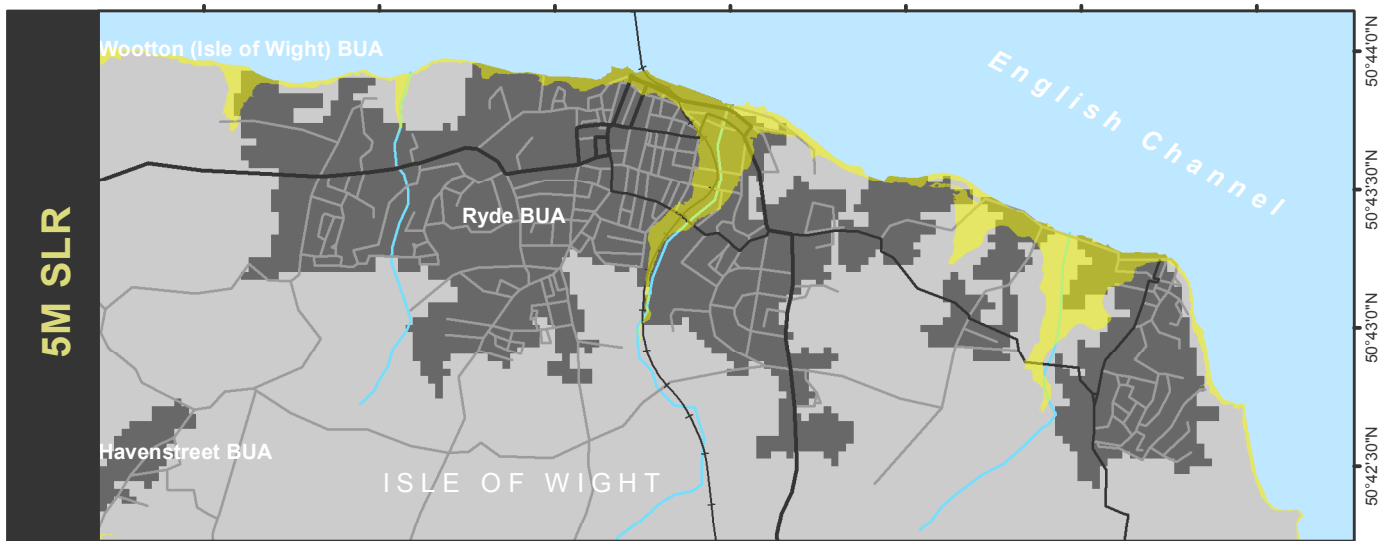 5M SLR
Wootton (Isle of Wight) BUA
English Channel
Ryde BUA
Havenstreet BUA
ISLE OF WIGHT
50°44'0"N
50°43'30"N
50°43'0"N
50°42'30"N